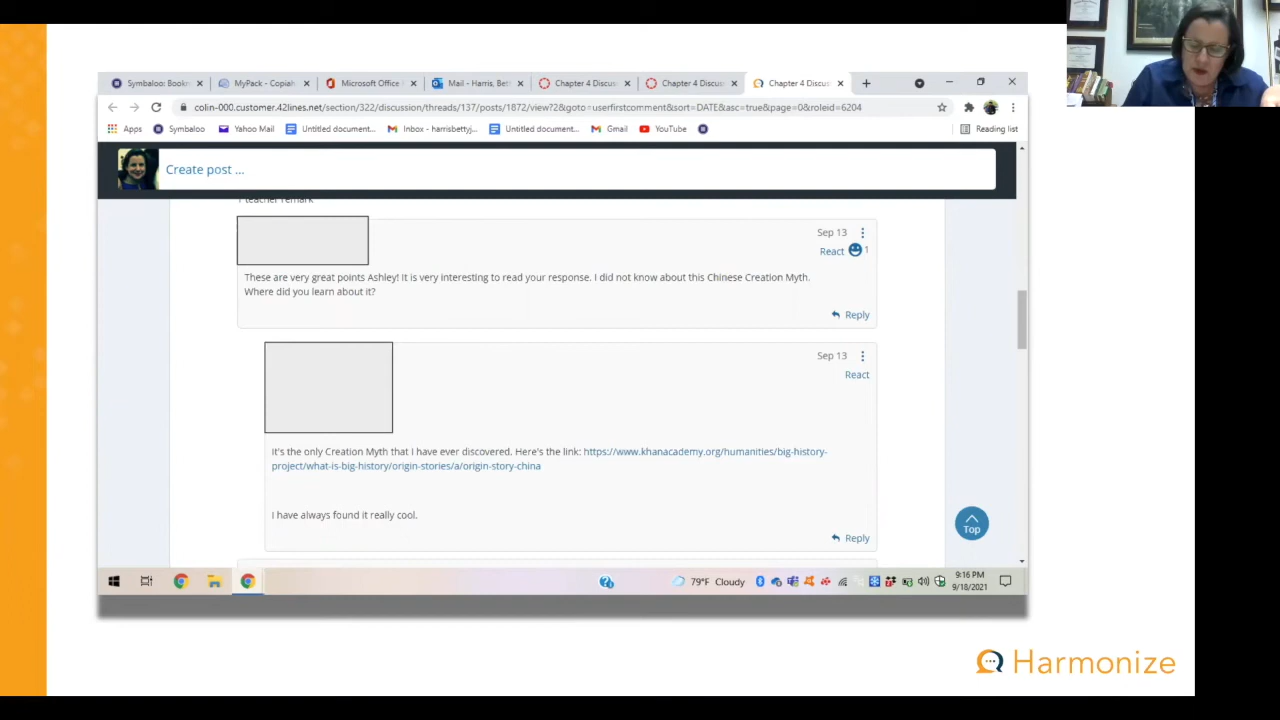 Symbaloo: Bookm
MyPack - Copiah
Microsoft Office
Mail - Harris, Bet
Chapter 4 Discus
Chapter 4 Discus
Chapter 4 Discus
colin-000.customer.42lines.net/section/322/discussion/threads/137/posts/1872/view?2&goto=userfirstcomment&sort=DATE&asc=true&page=0&roleid=6204
Apps Symbaloo Yahoo Mail Untitled document... Inbox - harrisbettyj... Untitled document... Gmail YouTube Reading list
Create post ...
1 teacher remark
Sep 13
React 1
These are very great points Ashley! It is very interesting to read your response. I did not know about this Chinese Creation Myth.
Where did you learn about it?
Reply
Sep 13
React
It's the only Creation Myth that I have ever discovered. Here's the link: https://www.khanacademy.org/humanities/big-history-
project/what-is-big-history/origin-stories/a/origin-story-china
I have always found it really cool.
Top
Reply
79°F Cloudy
9:16 PM
9/18/2021
Harmonize